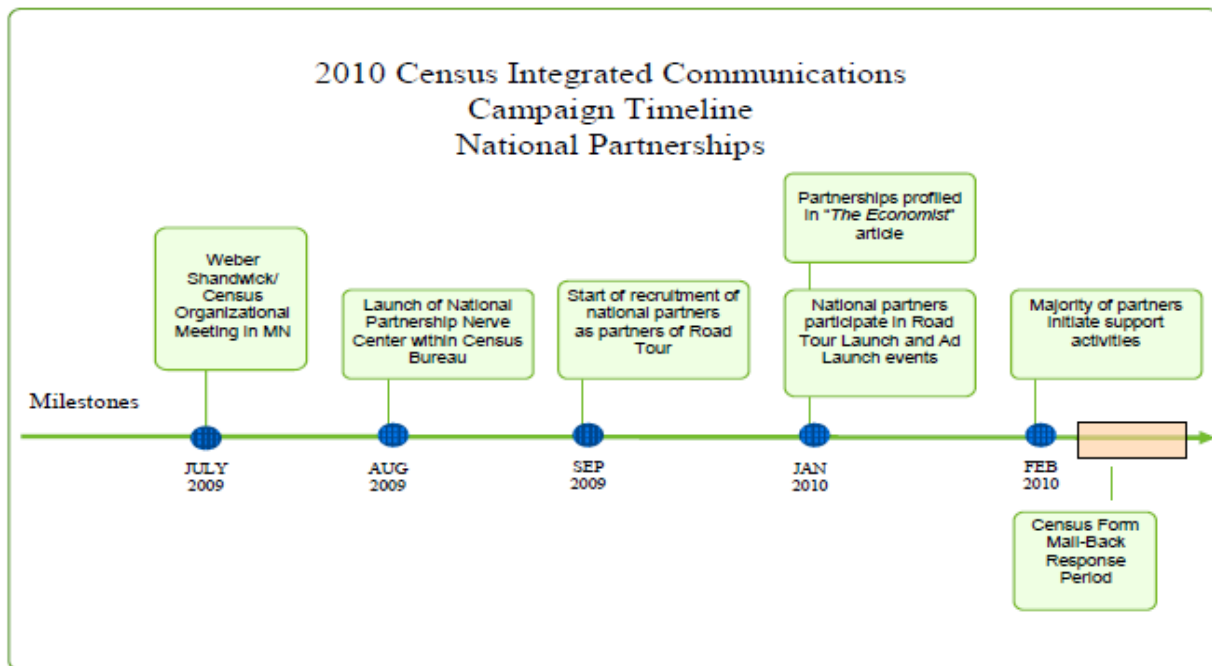 2010 Census Integrated Communications
Campaign Timeline
National Partnerships
Partnerships profiled
in "The Economist"
article
Weber
Shandwick/
Census
Organizational
Meeting in MN
Launch of National
Partnership Nerve
Center within Census
Bureau
Start of recruitment of
national partners
as partners of Road
Tour
National partners
participate in Road
Tour Launch and Ad
Launch events
Majority of partners
initiate support
activities
Milestones
JULY
2009
AUG
2009
SEP
2009
JAN
2010
FEB
2010
Census Form
Mail-Back
Response
Period